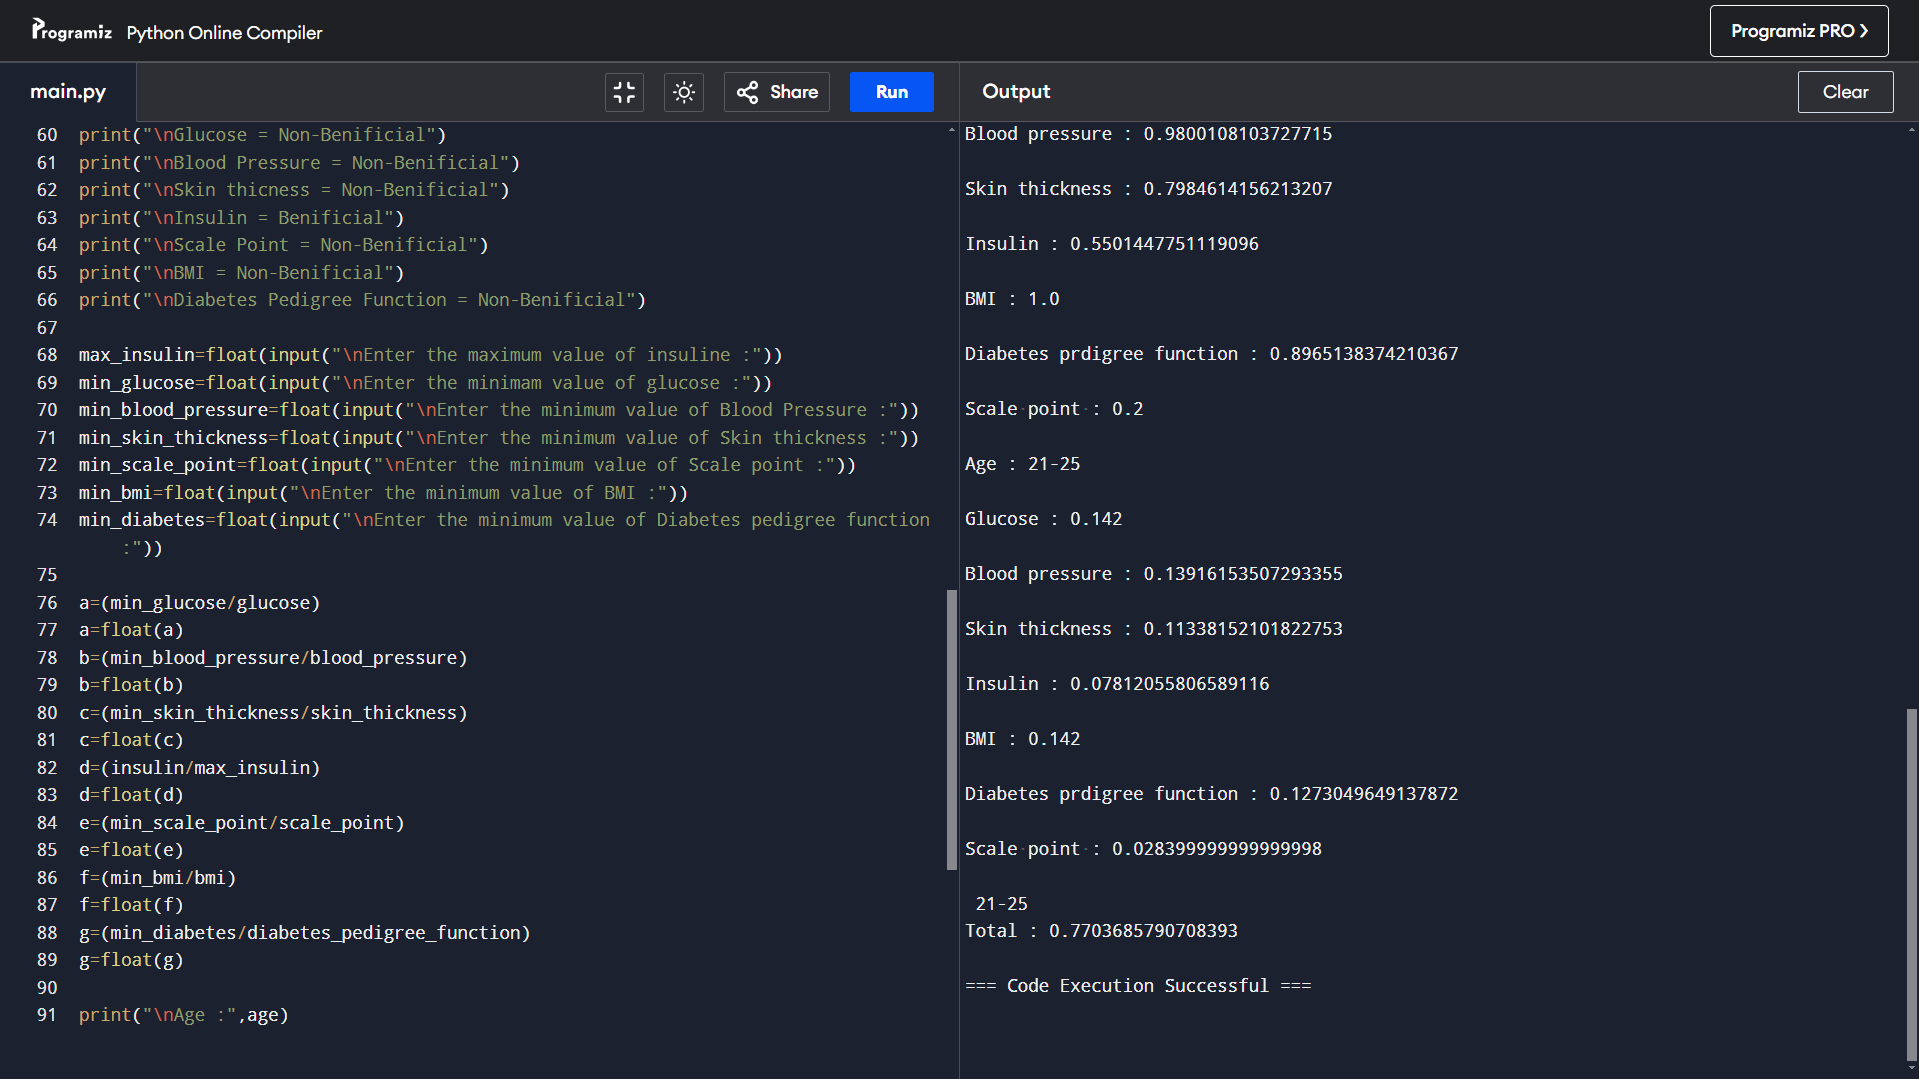 Programiz Python Online Compiler
Programiz PRO ❯
main.py
Share
Run
Output
Clear
60 print("\nGlucose = Non-Benificial")
61 print("\nBlood Pressure = Non-Benificial")
62 print("\nSkin thicness = Non-Benificial")
63 print("\nInsulin = Benificial")
64 print("\nScale Point = Non-Benificial")
65 print("\nBMI = Non-Benificial")
66 print("\nDiabetes Pedigree Function = Non-Benificial")
67
68 max_insulin=float(input("\nEnter the maximum value of insuline :"))
69 min_glucose=float(input("\nEnter the minimam value of glucose :"))
70 min_blood_pressure=float(input("\nEnter the minimum value of Blood Pressure :"))
71 min_skin_thickness=float(input("\nEnter the minimum value of Skin thickness :"))
72 min_scale_point=float(input("\nEnter the minimum value of Scale point :"))
73 min_bmi=float(input("\nEnter the minimum value of BMI :"))
74 min_diabetes=float(input("\nEnter the minimum value of Diabetes pedigree function
:"))
75
76 a=(min_glucose/glucose)
77 a=float(a)
78 b=(min_blood_pressure/blood_pressure)
79 b=float(b)
80 c=(min_skin_thickness/skin_thickness)
81 c=float(c)
82 d=(insulin/max_insulin)
83 d=float(d)
84 e=(min_scale_point/scale_point)
85 e=float(e)
86 f=(min_bmi/bmi)
87 f=float(f)
88 g=(min_diabetes/diabetes_pedigree_function)
89 g=float(g)
90
91 print("\nAge :",age)
Blood pressure : 0.9800108103727715
Skin thickness : 0.7984614156213207
Insulin : 0.5501447751119096
BMI : 1.0
Diabetes prdigree function : 0.8965138374210367
Scale point : 0.2
Age : 21-25
Glucose : 0.142
Blood pressure : 0.13916153507293355
Skin thickness : 0.11338152101822753
Insulin : 0.07812055806589116
BMI : 0.142
Diabetes prdigree function : 0.1273049649137872
Scale point : 0.028399999999999998
21-25
Total : 0.7703685790708393
=== Code Execution Successful ===